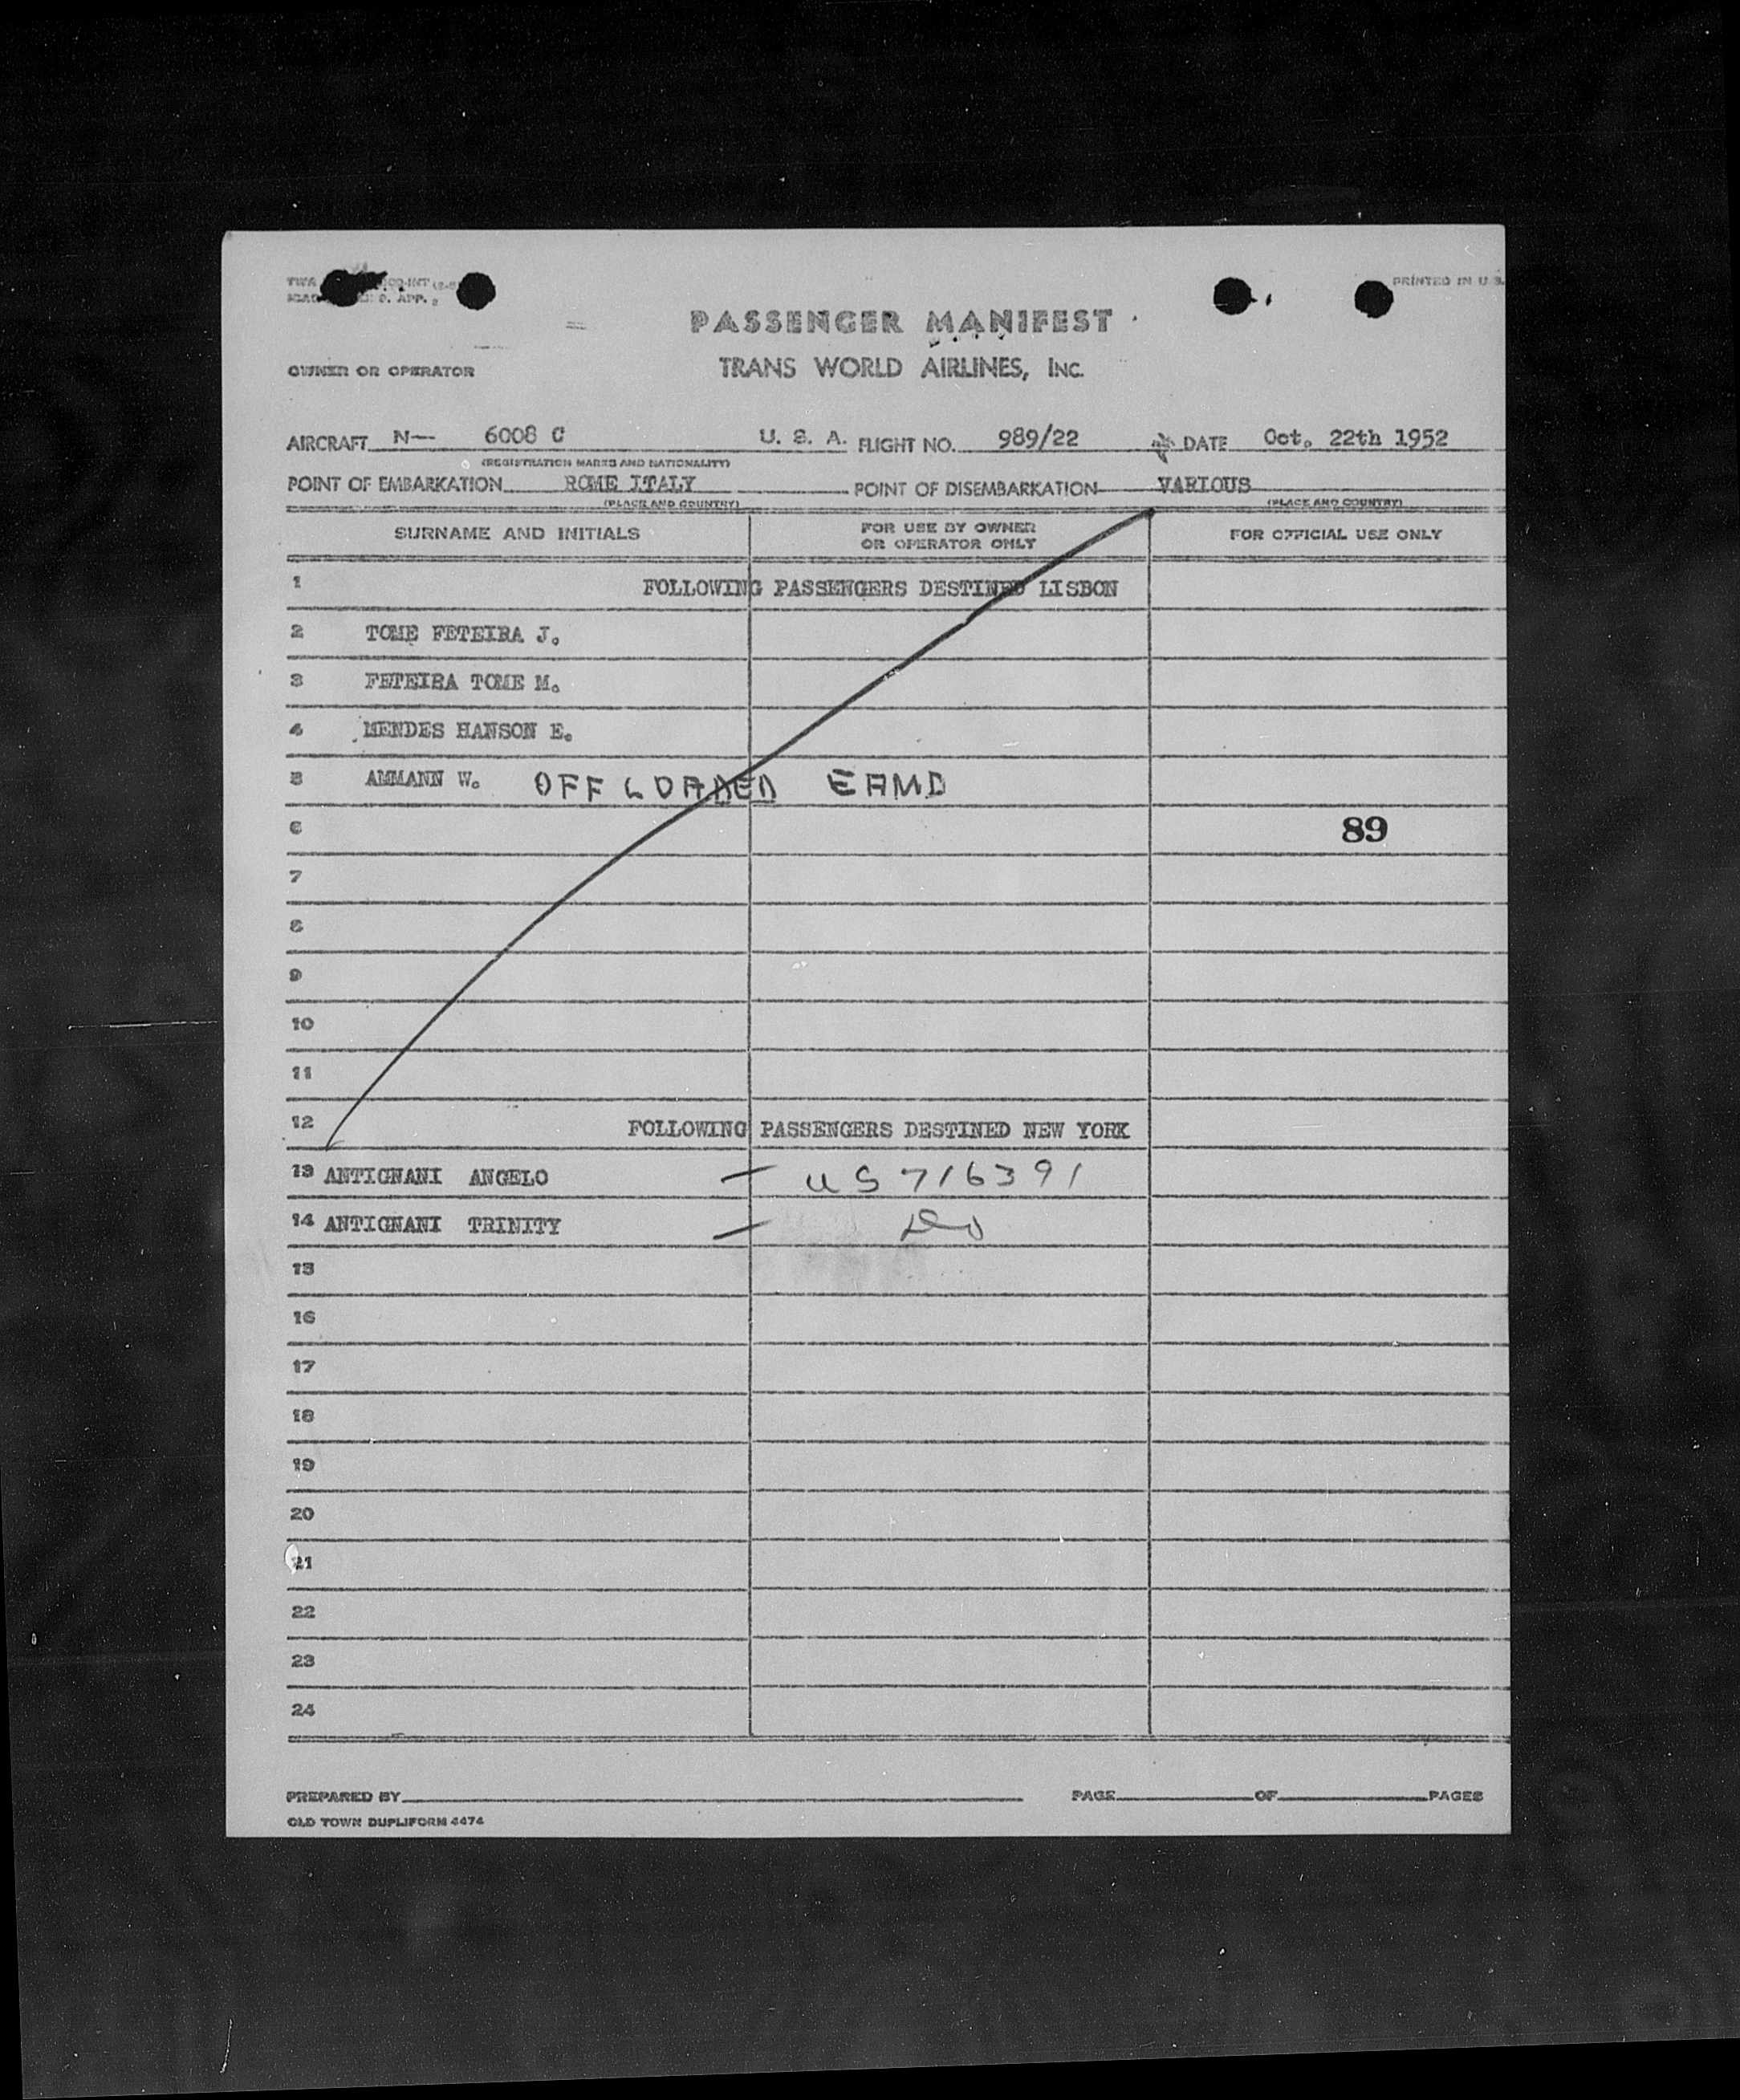 TWA
PRINTED IN U.S.
PASSENGER MANIFEST
OWNER OR OPERATOR TRANS WORLD AIRLINES, INC.
AIRCRAFT N— 6008 C U. S. A. FLIGHT NO. 989/22 DATE Oct. 22th 1952
(REGISTRATION MARKS AND NATIONALITY)
POINT OF EMBARKATION ROME ITALY POINT OF DISEMBARKATION VARIOUS
(PLACE AND COUNTRY) (PLACE AND COUNTRY)
SURNAME AND INITIALS FOR USE BY OWNER OR OPERATOR ONLY FOR OFFICIAL USE ONLY
1 FOLLOWING PASSENGERS DESTINED LISBON
2 TOME FETEIRA J.
3 FETEIRA TOME M.
4 MENDES HANSON E.
5 AMMANN W. OFF LOADED EAMD
6 89
7
8
9
10
11
12 FOLLOWING PASSENGERS DESTINED NEW YORK
13 ANTIGNANI ANGELO — US 716391
14 ANTIGNANI TRINITY — Do
15
16
17
18
19
20
21
22
23
24
PREPARED BY PAGE OF PAGES
OLD TOWN DUPLIFORM 4474